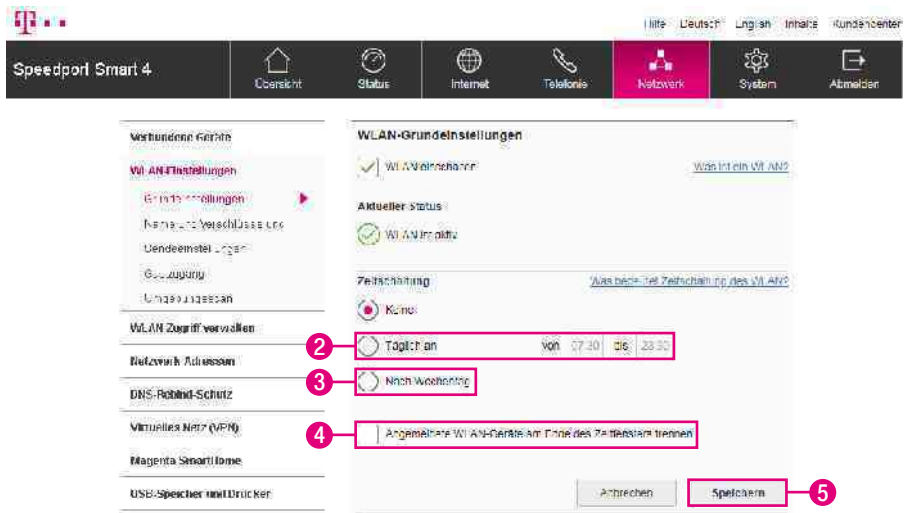 T
Hilfe Deutsch English Inhalte Kundencenter
Speedport Smart 4
Übersicht
Status
Internet
Telefonie
Netzwerk
System
Abmelden
Verbundene Geräte
WLAN-Einstellungen
Grundeinstellungen
Name und Verschlüsselung
Sendeeinstellungen
Gastzugang
Umgebungsscan
WLAN Zugriff verwalten
Netzwerk Adressen
DNS-Rebind-Schutz
Virtuelles Netz (VPN)
Magenta SmartHome
USB-Speicher und Drucker
WLAN-Grundeinstellungen
WLAN einschalten Was ist ein WLAN?
Aktueller Status
WLAN ist aktiv
Zeitschaltung Was bedeutet Zeitschaltung des WLAN?
Keine
2 Täglich an von 07:30 bis 23:30
3 Nach Wochentag
4 Angemeldete WLAN-Geräte am Ende des Zeitfensters trennen
Abbrechen Speichern 5